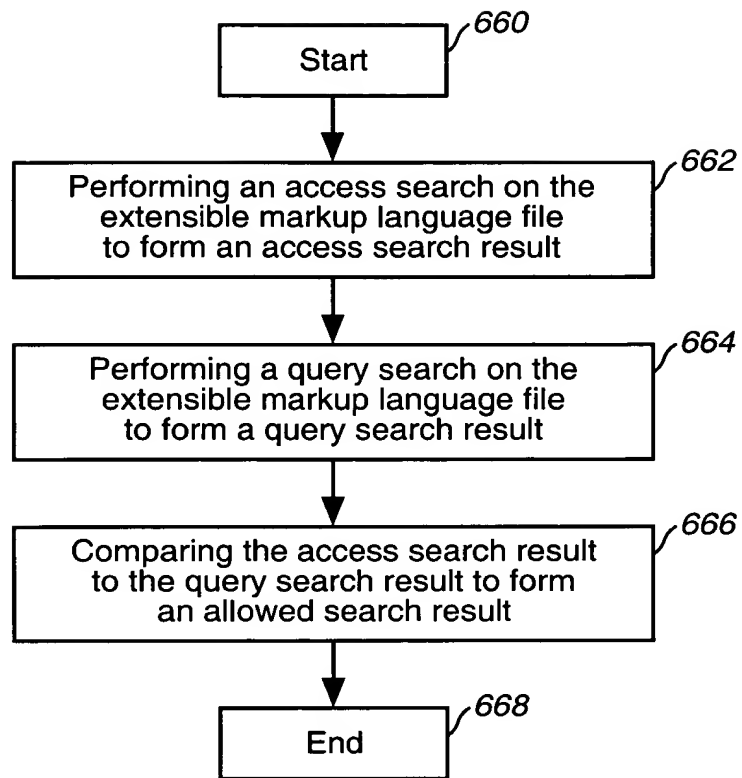 660
Start
662
Performing an access search on the
extensible markup language file
to form an access search result
664
Performing a query search on the
extensible markup language file
to form a query search result
666
Comparing the access search result
to the query search result to form
an allowed search result
668
End